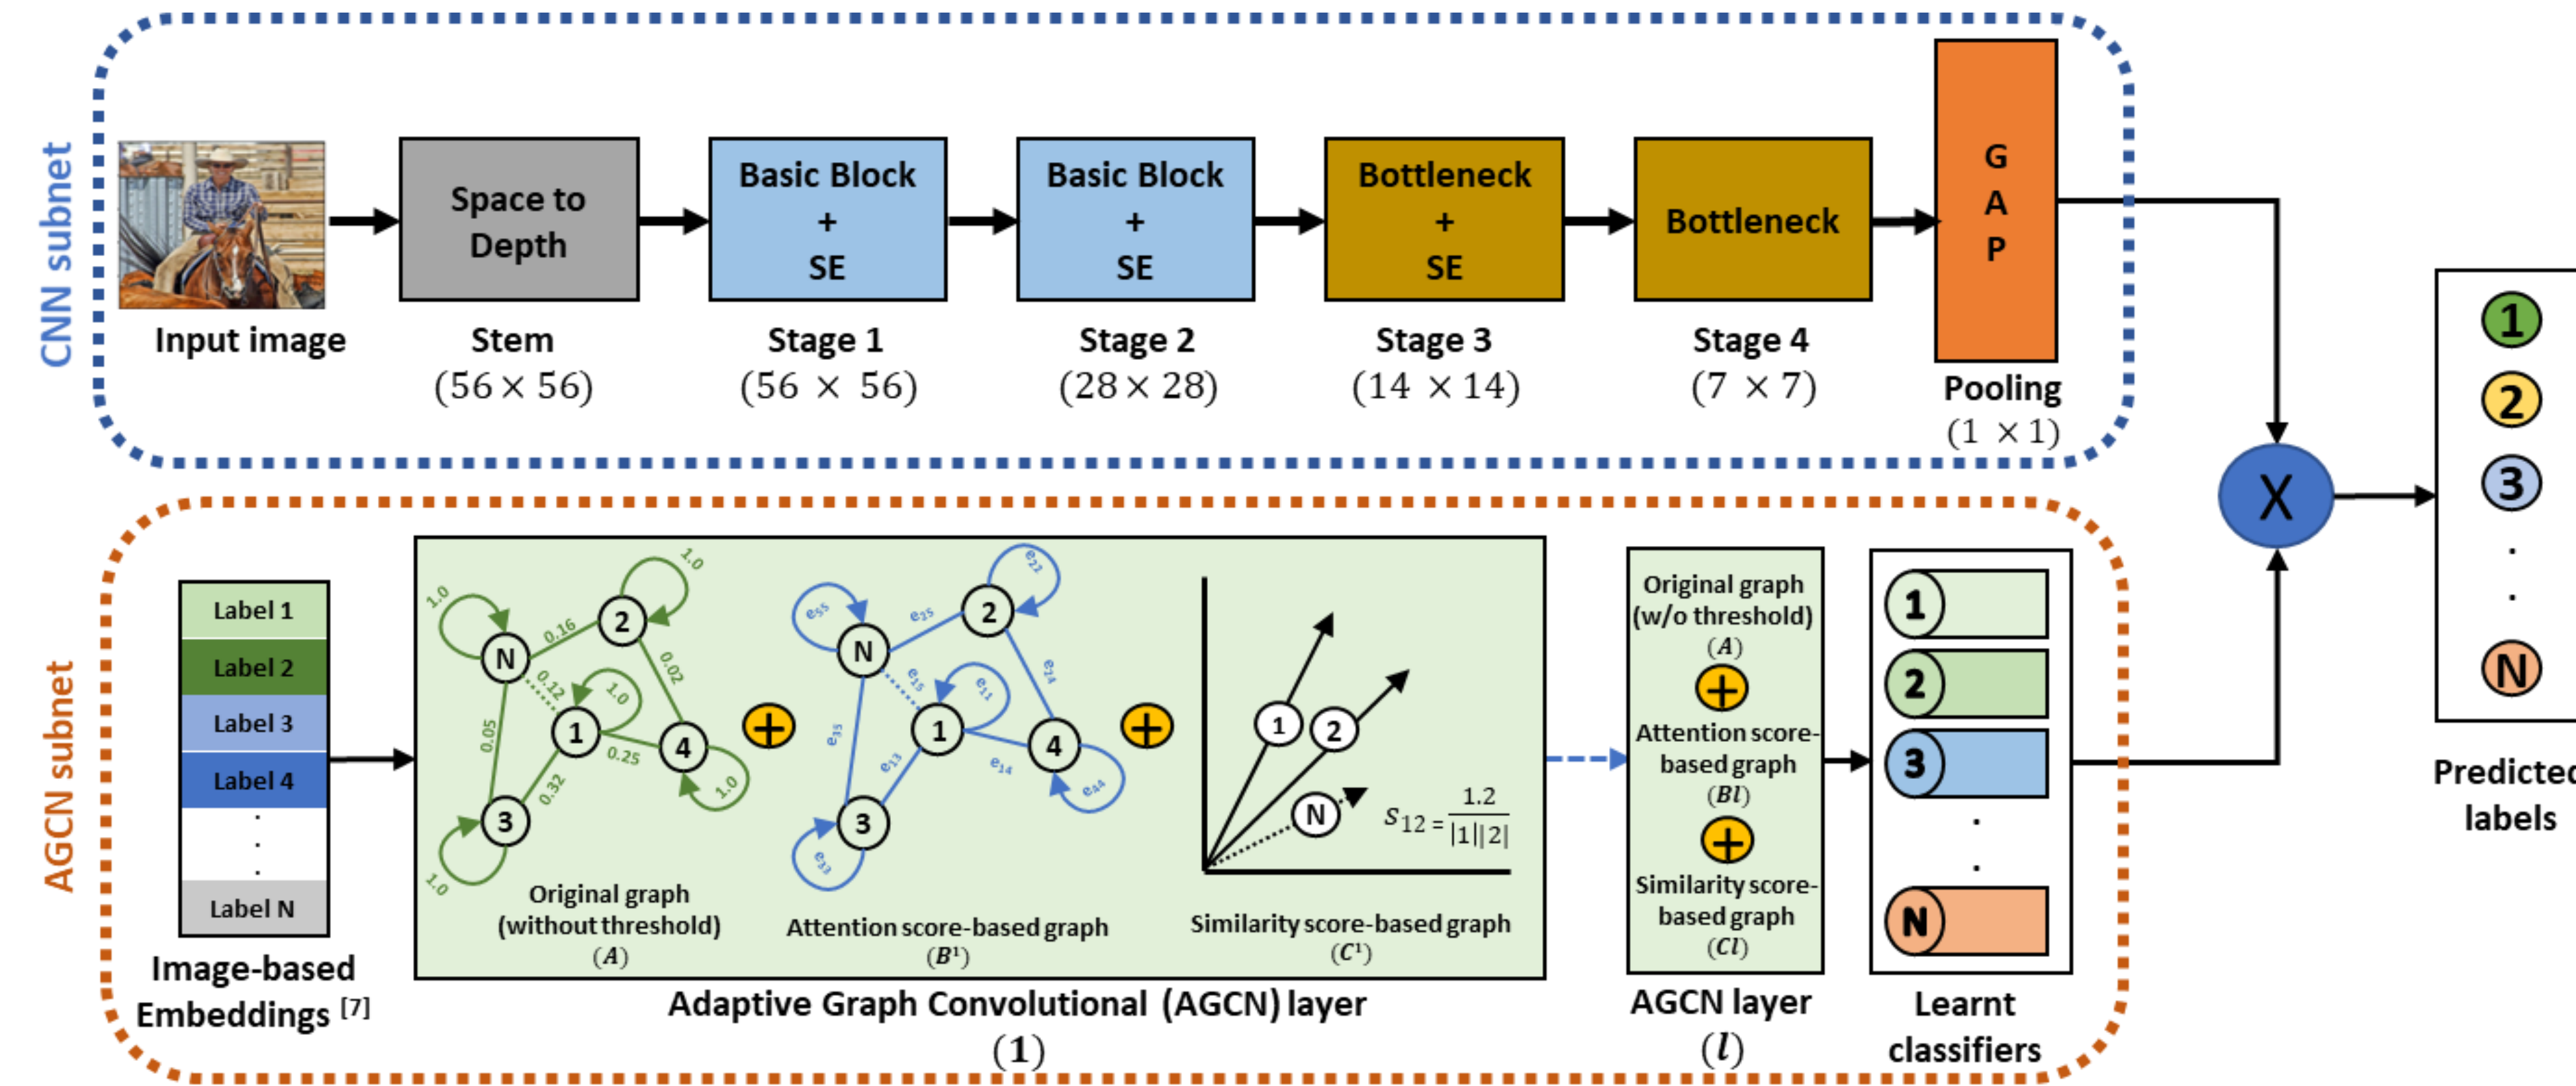 CNN subnet
Input image
Space to
Depth
Stem
(56 × 56)
Basic Block
+
SE
Stage 1
(56 × 56)
Basic Block
+
SE
Stage 2
(28 × 28)
Bottleneck
+
SE
Stage 3
(14 × 14)
Bottleneck
Stage 4
(7 × 7)
G
A
P
Pooling
(1 × 1)
X
1
2
3
.
.
N
Predicted
labels
AGCN subnet
Label 1
Label 2
Label 3
Label 4
.
.
.
Label N
Image-based
Embeddings [7]
1.0
1.0
N
0.16
2
0.12
1.0
0.02
0.05
1
0.25
4
0.32
1.0
3
1.0
Original graph
(without threshold)
(A)
+
e55
e22
N
e25
2
e15
e11
e24
e35
1
e14
4
e13
e44
3
e33
Attention score-based graph
(B¹)
+
1
2
N
S12 = 1.2
|1||2|
Similarity score-based graph
(C¹)
Adaptive Graph Convolutional (AGCN) layer
(1)
Original graph
(w/o threshold)
(A)
+
Attention score-
based graph
(Bl)
+
Similarity score-
based graph
(Cl)
AGCN layer
(l)
1
2
3
.
.
N
Learnt
classifiers